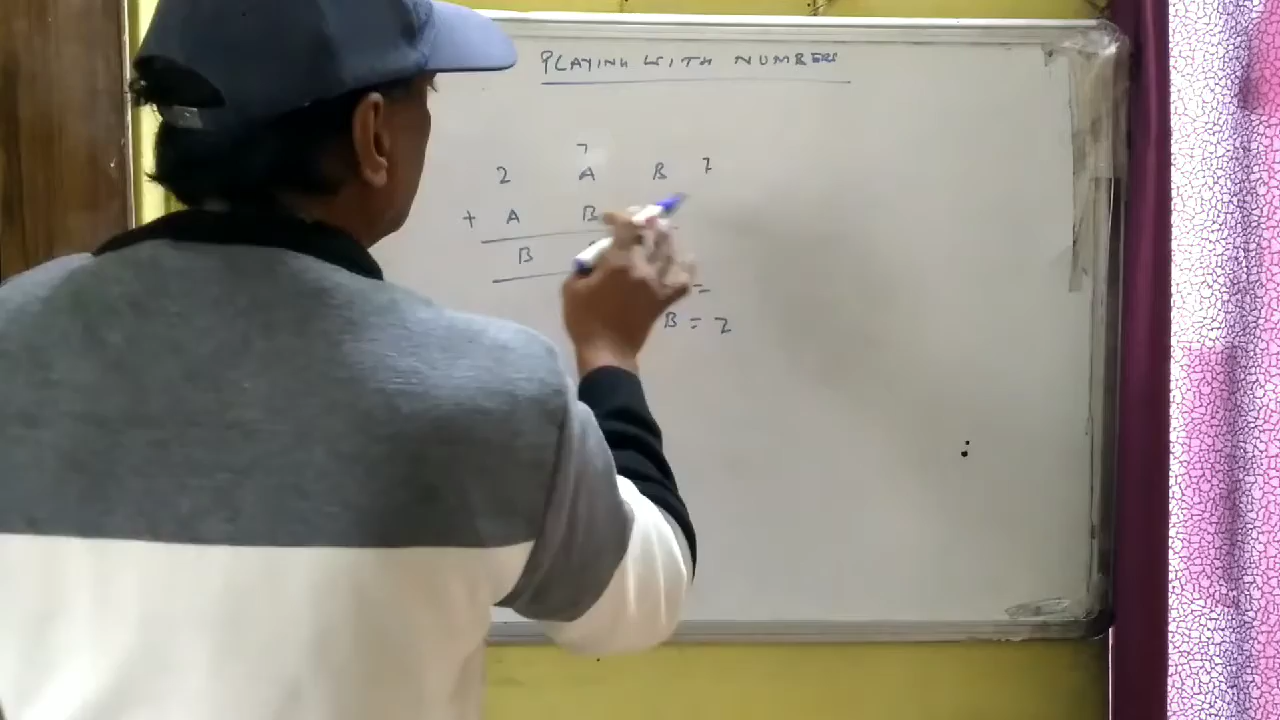 PLAYING WITH NUMBERS
7
2 A B 7
+ A B
B
=
B = 2